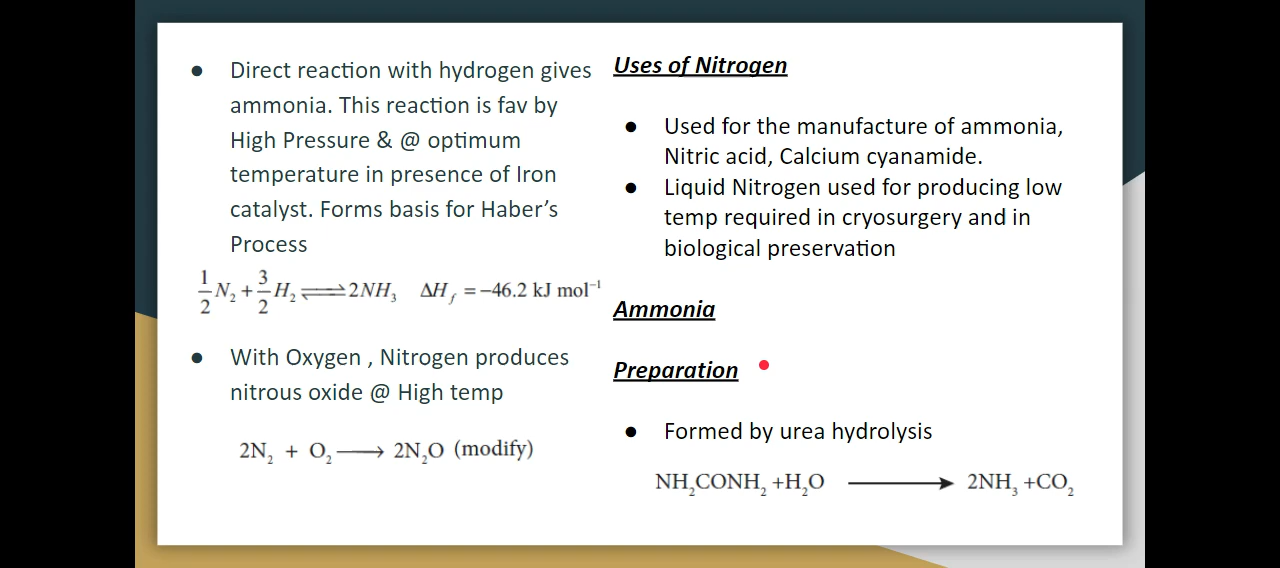 ● Direct reaction with hydrogen gives
ammonia. This reaction is fav by
High Pressure & @ optimum
temperature in presence of Iron
catalyst. Forms basis for Haber’s
Process
1/2 N₂ + 3/2 H₂ ⇌ 2NH₃ ΔH_f = −46.2 kJ mol⁻¹
● With Oxygen , Nitrogen produces
nitrous oxide @ High temp
2N₂ + O₂ ⟶ 2N₂O (modify)
Uses of Nitrogen
● Used for the manufacture of ammonia,
Nitric acid, Calcium cyanamide.
● Liquid Nitrogen used for producing low
temp required in cryosurgery and in
biological preservation
Ammonia
Preparation
● Formed by urea hydrolysis
NH₂CONH₂ +H₂O ⟶ 2NH₃ +CO₂